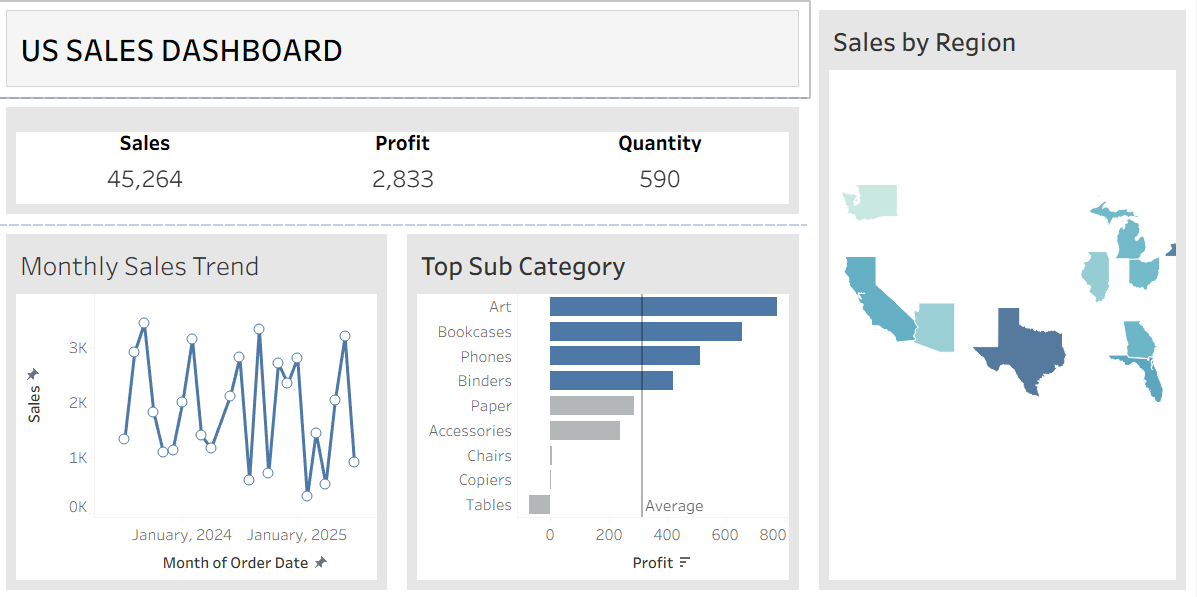 US SALES DASHBOARD
Sales by Region
Sales Profit Quantity
45,264 2,833 590
Monthly Sales Trend
Sales
3K
2K
1K
0K
January, 2024 January, 2025
Month of Order Date
Top Sub Category
Art
Bookcases
Phones
Binders
Paper
Accessories
Chairs
Copiers
Tables
Average
0 200 400 600 800
Profit